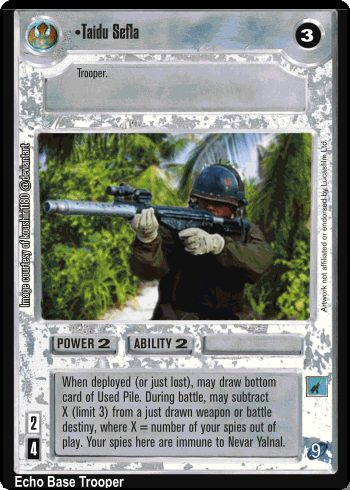 •Taidu Sefla
3
Trooper.
Image courtesy of krushin1180 @deviantart
Artwork not affiliated or endorsed by Lucasfilm Ltd.
POWER 2
ABILITY 2
When deployed (or just lost), may draw bottom
card of Used Pile. During battle, may subtract
X (limit 3) from a just drawn weapon or battle
destiny, where X = number of your spies out of
play. Your spies here are immune to Nevar Yalnal.
2
4
9
Echo Base Trooper